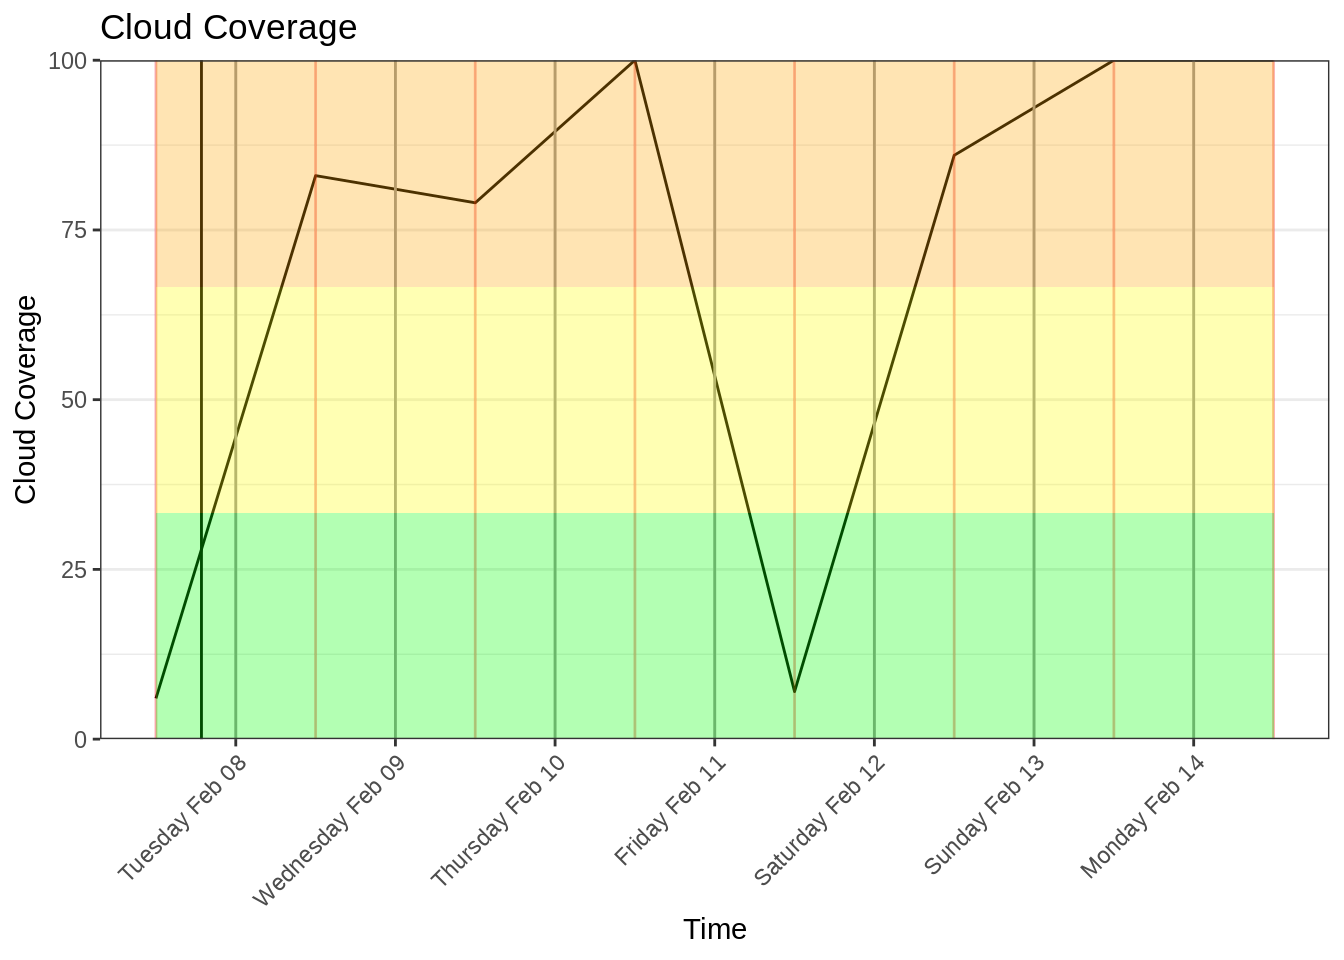 Cloud Coverage
Cloud Coverage
100
75
50
25
0
Tuesday Feb 08
Wednesday Feb 09
Thursday Feb 10
Friday Feb 11
Saturday Feb 12
Sunday Feb 13
Monday Feb 14
Time